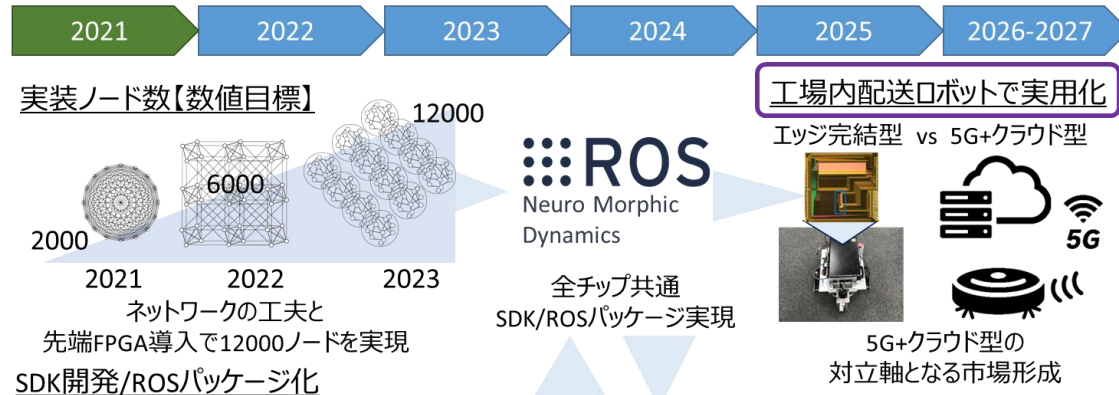 2021 2022 2023 2024 2025 2026-2027
実装ノード数【数値目標】
12000
6000
2000
2021 2022 2023
ネットワークの工夫と
先端FPGA導入で12000ノードを実現
SDK開発/ROSパッケージ化
ROS
Neuro Morphic
Dynamics
全チップ共通
SDK/ROSパッケージ実現
工場内配送ロボットで実用化
エッジ完結型 vs 5G+クラウド型
5G
5G+クラウド型の
対立軸となる市場形成